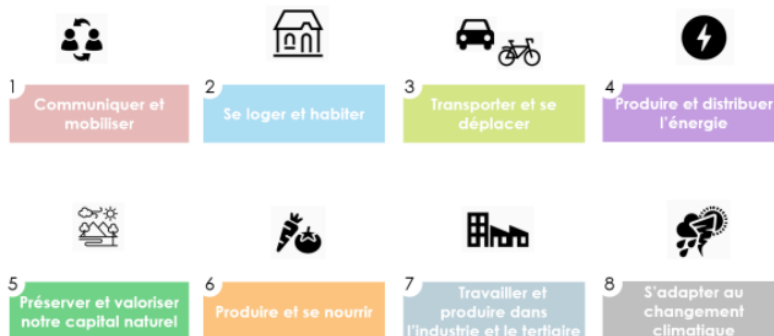 1
Communiquer et
mobiliser
2
Se loger et habiter
3
Transporter et se
déplacer
4
Produire et distribuer
l'énergie
5
Préserver et valoriser
notre capital naturel
6
Produire et se nourrir
7
Travailler et
produire dans
l'industrie et le tertiaire
8
S'adapter au
changement
climatique